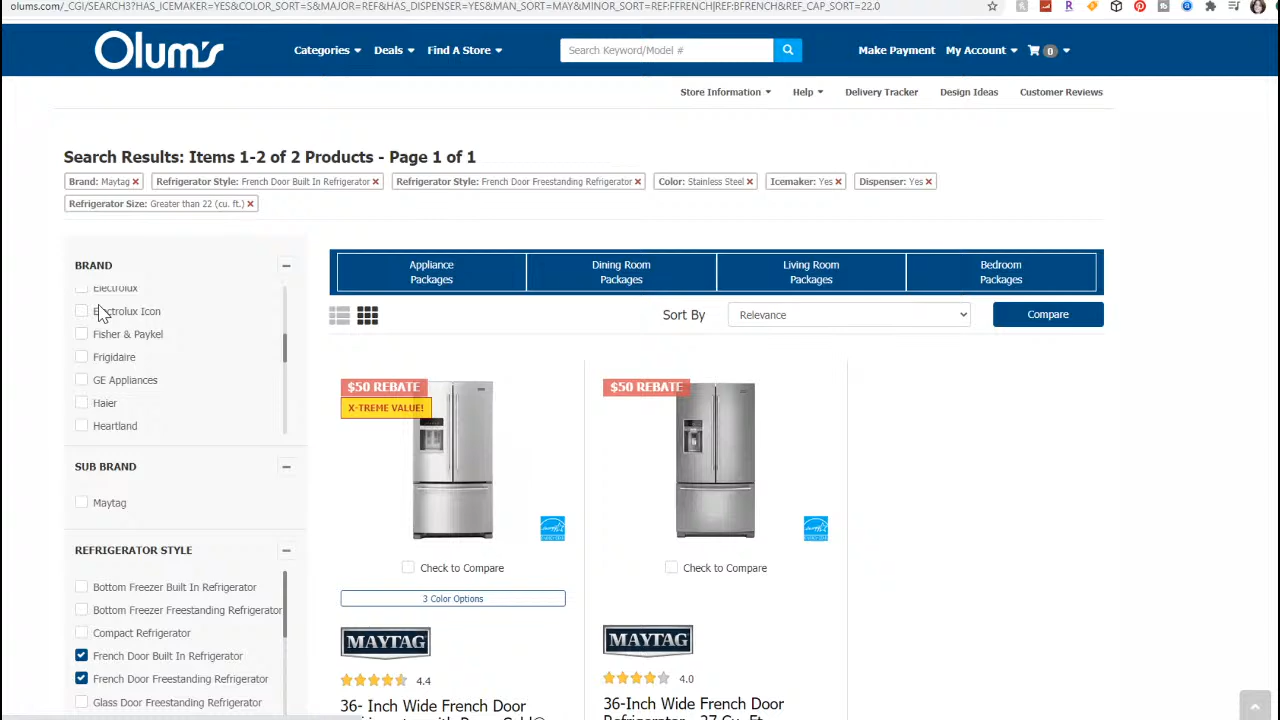 olums.com/_CGI/SEARCH3?HAS_ICEMAKER=YES&COLOR_SORT=S&MAJOR=REF&HAS_DISPENSER=YES&MAN_SORT=MAY&MINOR_SORT=REF:FFRENCH|REF:BFRENCH&REF_CAP_SORT=22.0
Olum's
Categories Deals Find A Store
Search Keyword/Model #
Make Payment My Account 0
Store Information Help Delivery Tracker Design Ideas Customer Reviews
Search Results: Items 1-2 of 2 Products - Page 1 of 1
Brand: Maytag Refrigerator Style: French Door Built In Refrigerator Refrigerator Style: French Door Freestanding Refrigerator Color: Stainless Steel Icemaker: Yes Dispenser: Yes
Refrigerator Size: Greater than 22 (cu. ft.)
BRAND
Electrolux
Electrolux Icon
Fisher & Paykel
Frigidaire
GE Appliances
Haier
Heartland
SUB BRAND
Maytag
REFRIGERATOR STYLE
Bottom Freezer Built In Refrigerator
Bottom Freezer Freestanding Refrigerator
Compact Refrigerator
French Door Built In Refrigerator
French Door Freestanding Refrigerator
Glass Door Freestanding Refrigerator
Appliance Packages
Dining Room Packages
Living Room Packages
Bedroom Packages
Sort By Relevance Compare
$50 REBATE
X-TREME VALUE!
Check to Compare
3 Color Options
MAYTAG
4.4
36- Inch Wide French Door
$50 REBATE
Check to Compare
MAYTAG
4.0
36-Inch Wide French Door
Refrigerator - 27 Cu. Ft.